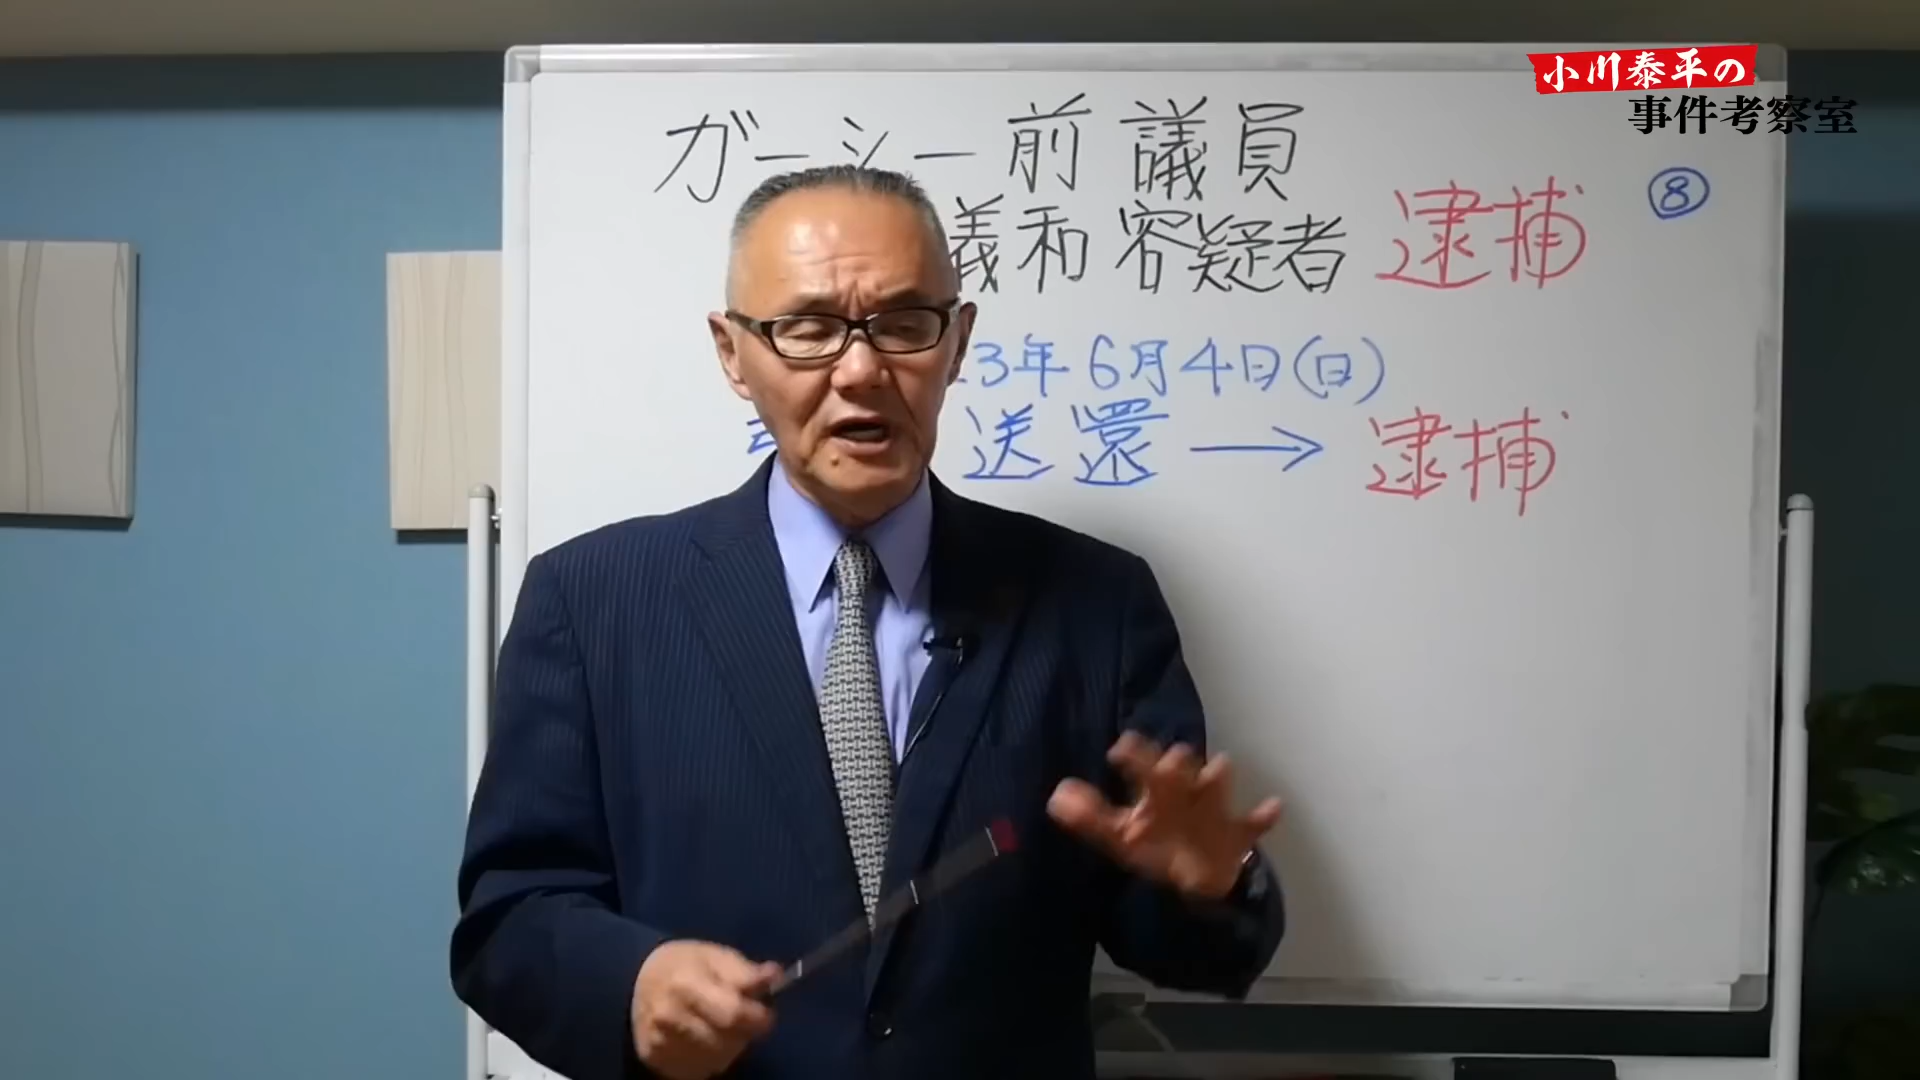 小川泰平の
事件考察室
ガーシー前議員
義和容疑者 逮捕
⑧
3年6月4日(日)
送還 → 逮捕